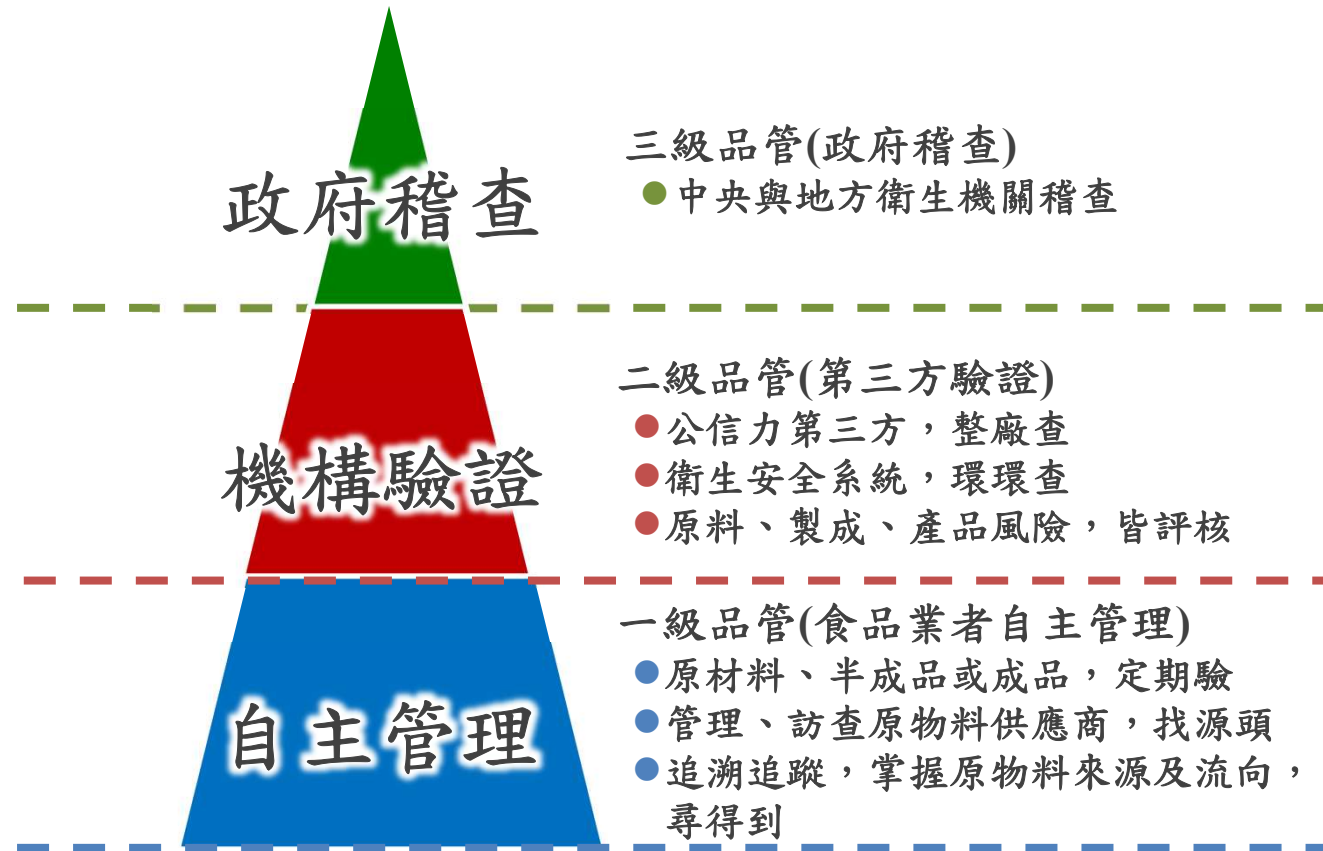 政府稽查
三級品管(政府稽查)
中央與地方衛生機關稽查
機構驗證
二級品管(第三方驗證)
公信力第三方，整廠查
衛生安全系統，環環查
原料、製成、產品風險，皆評核
自主管理
一級品管(食品業者自主管理)
原材料、半成品或成品，定期驗
管理、訪查原物料供應商，找源頭
追溯追蹤，掌握原物料來源及流向，
尋得到